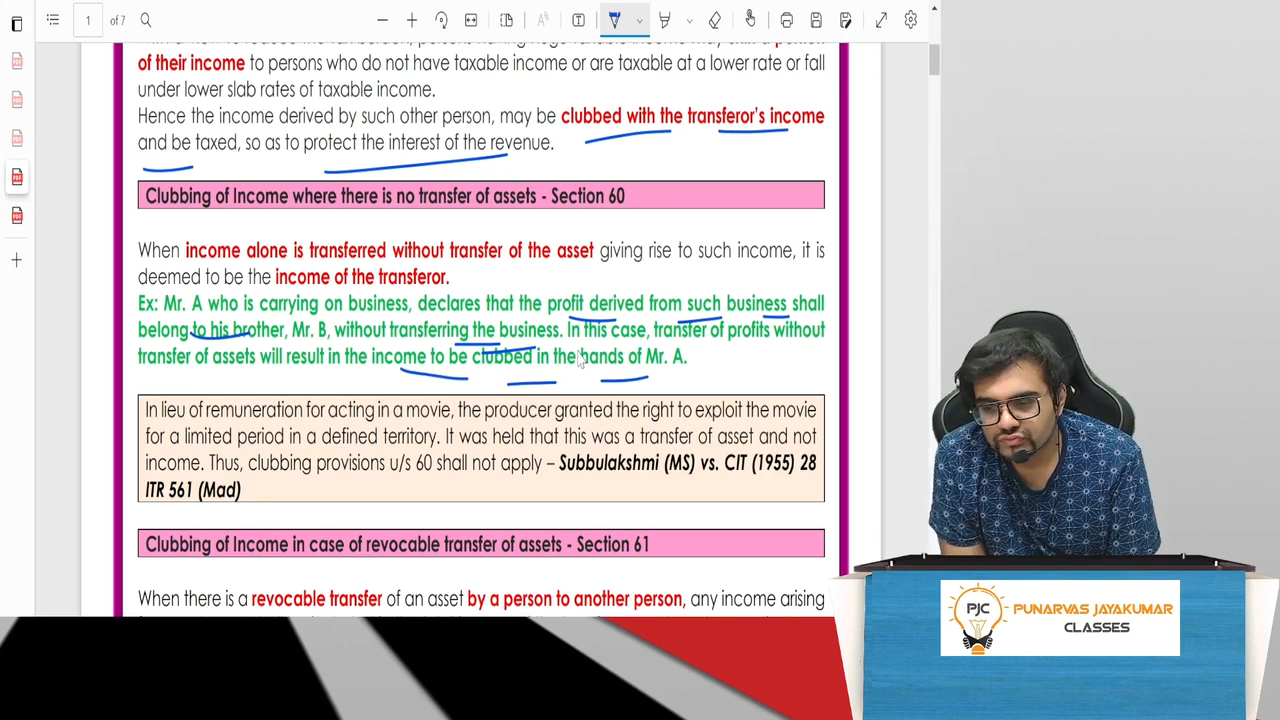 1 of 7
of their income to persons who do not have taxable income or are taxable at a lower rate or fall
under lower slab rates of taxable income.
Hence the income derived by such other person, may be clubbed with the transferor's income
and be taxed, so as to protect the interest of the revenue.
Clubbing of Income where there is no transfer of assets - Section 60
When income alone is transferred without transfer of the asset giving rise to such income, it is
deemed to be the income of the transferor.
Ex: Mr. A who is carrying on business, declares that the profit derived from such business shall
belong to his brother, Mr. B, without transferring the business. In this case, transfer of profits without
transfer of assets will result in the income to be clubbed in the hands of Mr. A.
In lieu of remuneration for acting in a movie, the producer granted the right to exploit the movie
for a limited period in a defined territory. It was held that this was a transfer of asset and not
income. Thus, clubbing provisions u/s 60 shall not apply – Subbulakshmi (MS) vs. CIT (1955) 28
ITR 561 (Mad)
Clubbing of Income in case of revocable transfer of assets - Section 61
When there is a revocable transfer of an asset by a person to another person, any income arising
PJC
PUNARVAS JAYAKUMAR
CLASSES